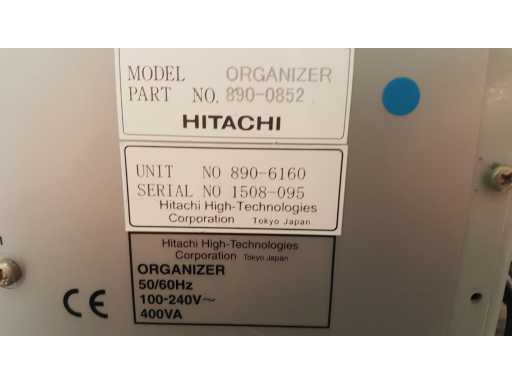 MODEL ORGANIZER
PART NO. 890-0852
HITACHI
UNIT NO 890-6160
SERIAL NO 1508-095
Hitachi High-Technologies
Corporation Tokyo Japan
Hitachi High-Technologies
Corporation Tokyo Japan
ORGANIZER
50/60Hz
100-240V~
400VA
CE